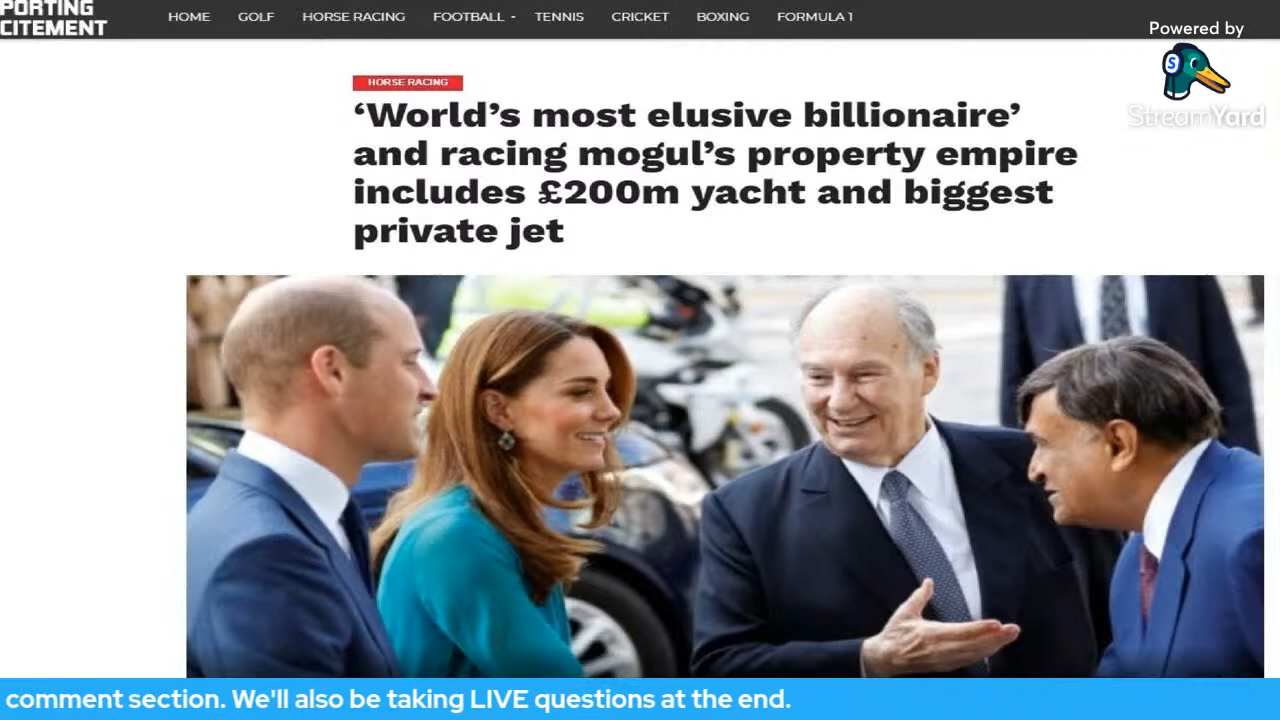 PORTING
CITEMENT
HOME GOLF HORSE RACING FOOTBALL TENNIS CRICKET BOXING FORMULA 1
Powered by
S
StreamYard
HORSE RACING
‘World’s most elusive billionaire’
and racing mogul’s property empire
includes £200m yacht and biggest
private jet
comment section. We'll also be taking LIVE questions at the end.